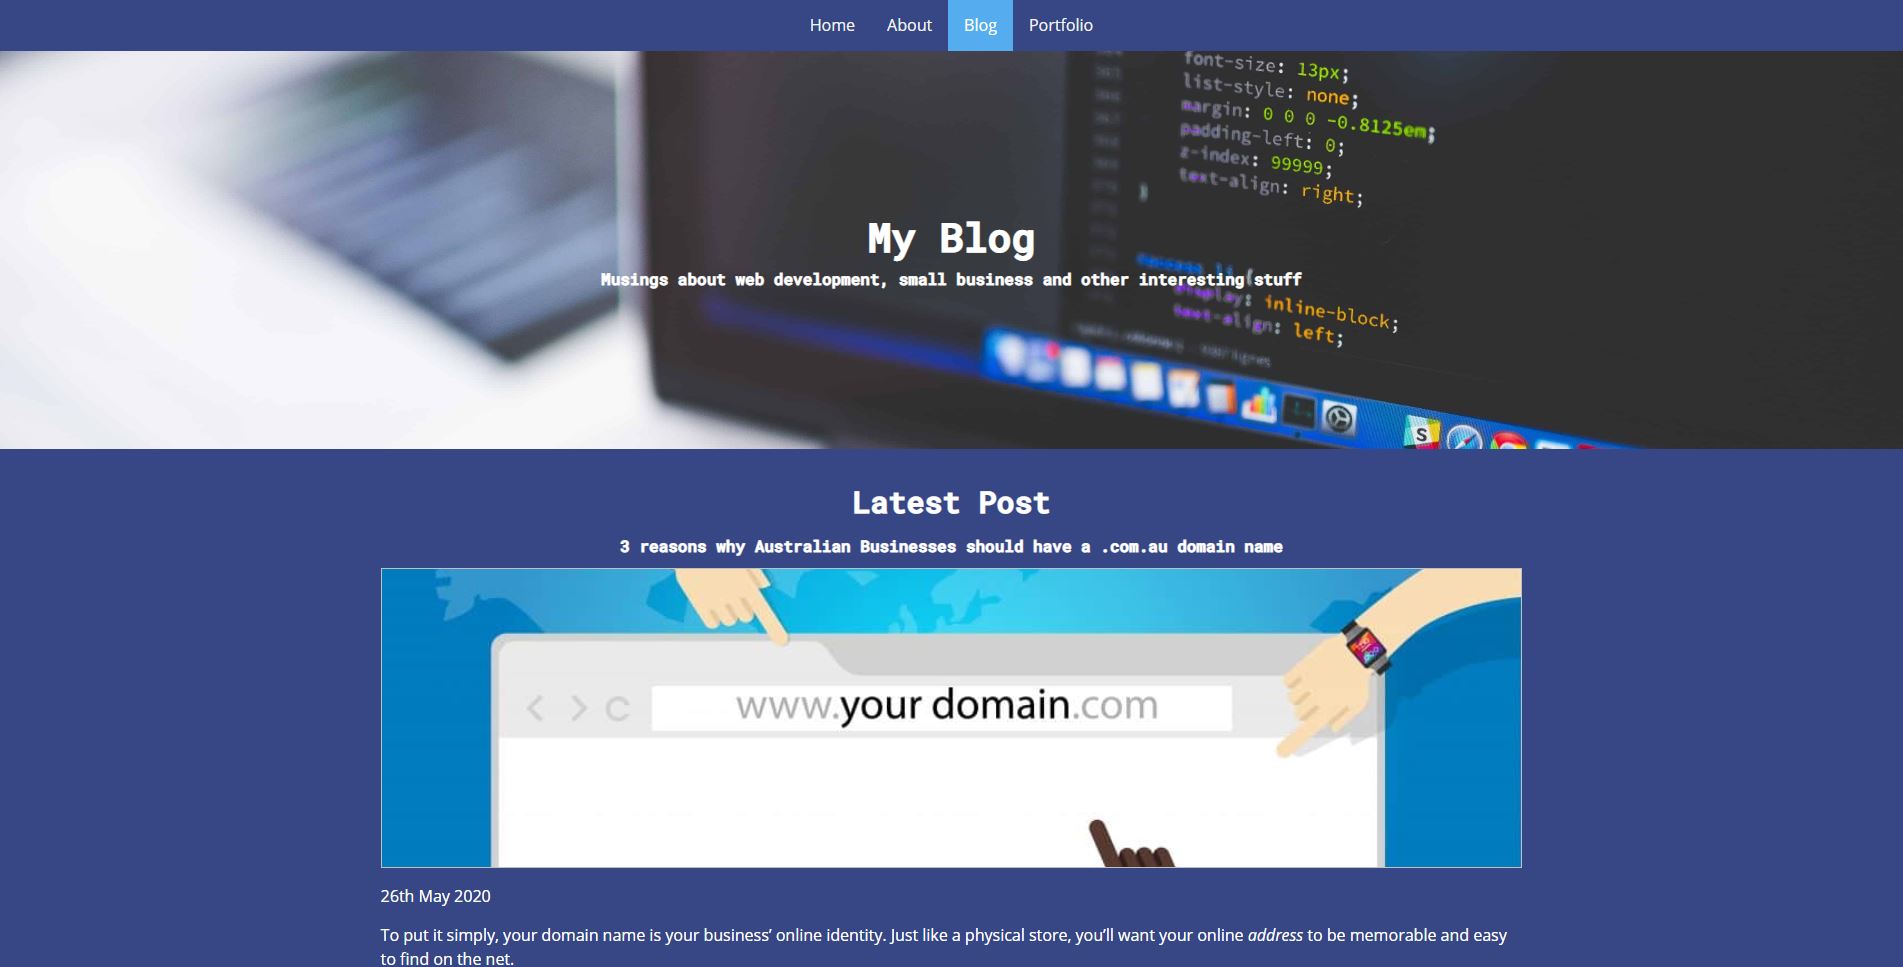 Home About Blog Portfolio
font-size: 13px;
list-style: none;
margin: 0 0 0 -0.8125em;
padding-left: 0;
z-index: 99999;
text-align: right;
}
My Blog
Musings about web development, small business and other interesting stuff
display: inline-block;
text-align: left;
S
Latest Post
3 reasons why Australian Businesses should have a .com.au domain name
www.your domain.com
26th May 2020
To put it simply, your domain name is your business’ online identity. Just like a physical store, you’ll want your online address to be memorable and easy
to find on the net.